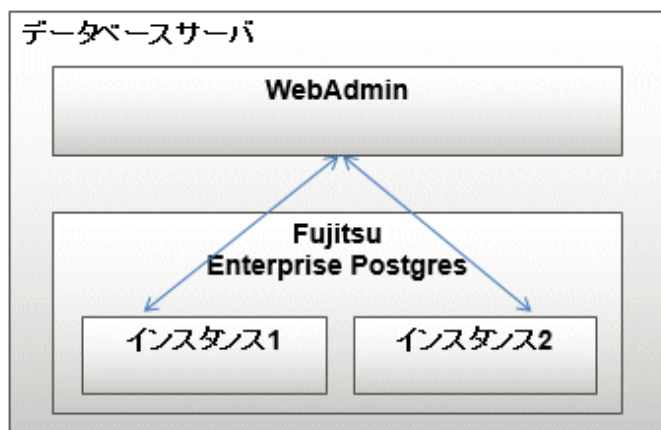 データベースサーバ
WebAdmin
Fujitsu
Enterprise Postgres
インスタンス1
インスタンス2